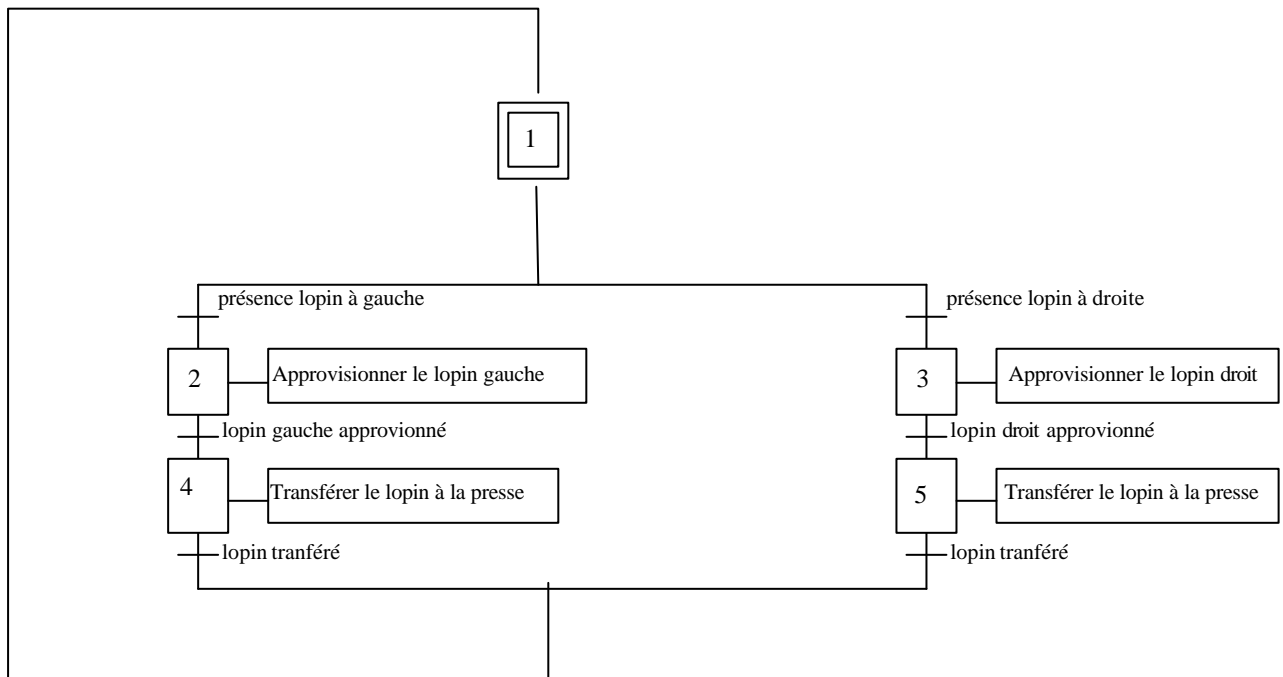 1
présence lopin à gauche
présence lopin à droite
2
Approvisionner le lopin gauche
3
Approvisionner le lopin droit
lopin gauche approvionné
lopin droit approvionné
4
Transférer le lopin à la presse
5
Transférer le lopin à la presse
lopin tranféré
lopin tranféré